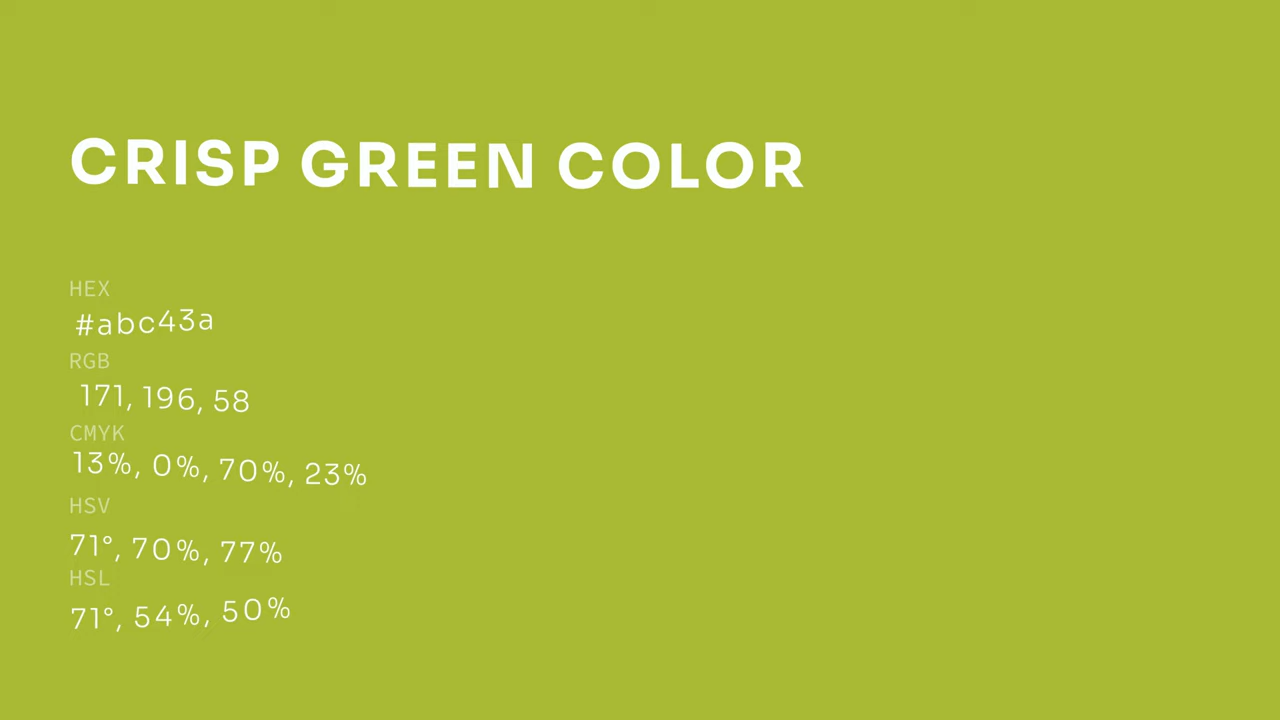 CRISP GREEN COLOR
HEX
#abc43a
RGB
171, 196, 58
CMYK
13%, 0%, 70%, 23%
HSV
71°, 70%, 77%
HSL
71°, 54%, 50%